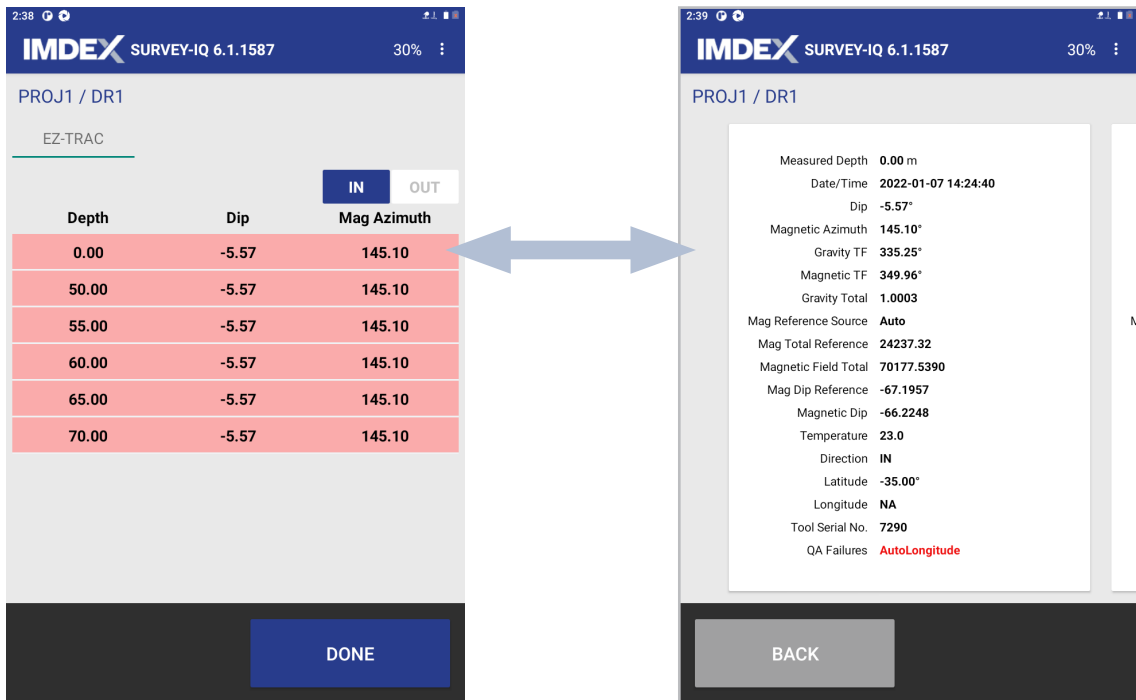 2:38
IMDEX SURVEY-IQ 6.1.1587 30%
PROJ1 / DR1
EZ-TRAC
IN OUT
Depth Dip Mag Azimuth
0.00 -5.57 145.10
50.00 -5.57 145.10
55.00 -5.57 145.10
60.00 -5.57 145.10
65.00 -5.57 145.10
70.00 -5.57 145.10
DONE
2:39
IMDEX SURVEY-IQ 6.1.1587 30%
PROJ1 / DR1
Measured Depth 0.00 m
Date/Time 2022-01-07 14:24:40
Dip -5.57°
Magnetic Azimuth 145.10°
Gravity TF 335.25°
Magnetic TF 349.96°
Gravity Total 1.0003
Mag Reference Source Auto
Mag Total Reference 24237.32
Magnetic Field Total 70177.5390
Mag Dip Reference -67.1957
Magnetic Dip -66.2248
Temperature 23.0
Direction IN
Latitude -35.00°
Longitude NA
Tool Serial No. 7290
QA Failures AutoLongitude
BACK